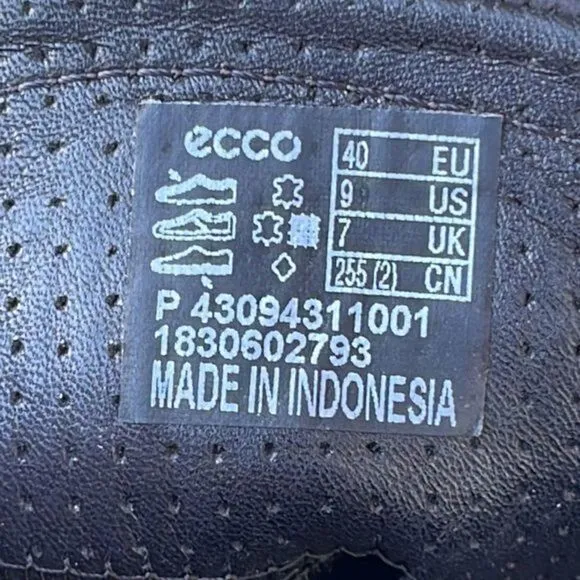 ecco
40 EU
9 US
7 UK
255 (2) CN
P 43094311001
1830602793
MADE IN INDONESIA